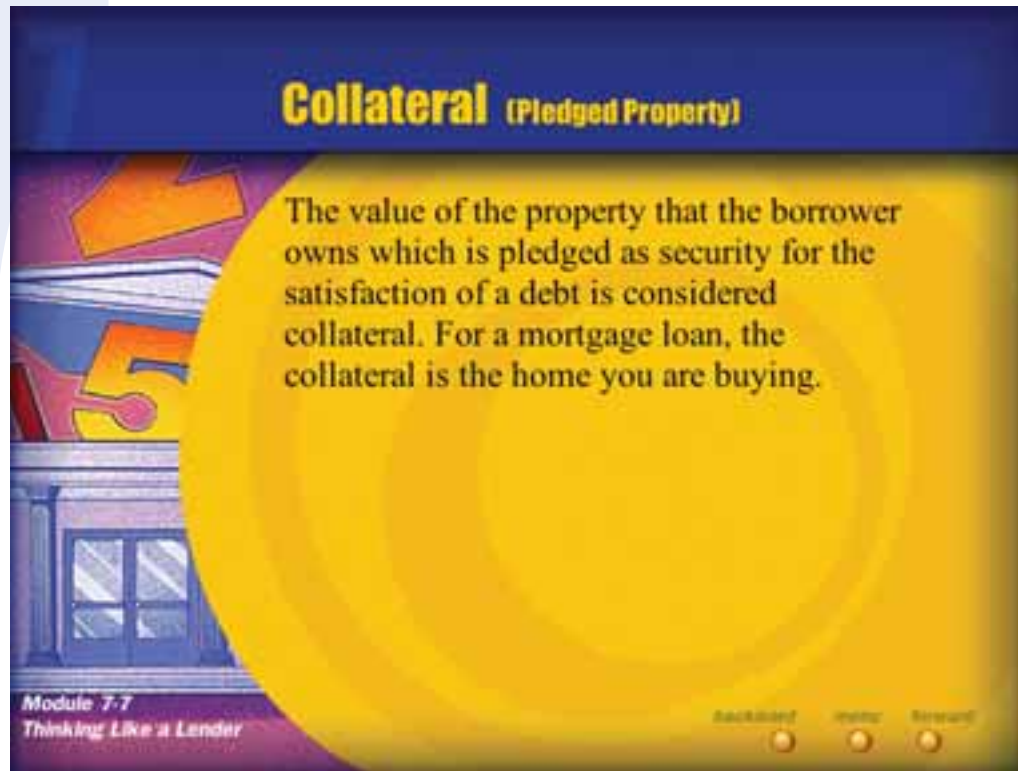 Collateral (Pledged Property)
The value of the property that the borrower
owns which is pledged as security for the
satisfaction of a debt is considered
collateral. For a mortgage loan, the
collateral is the home you are buying.
Module 7-7
Thinking Like a Lender
backward menu forward